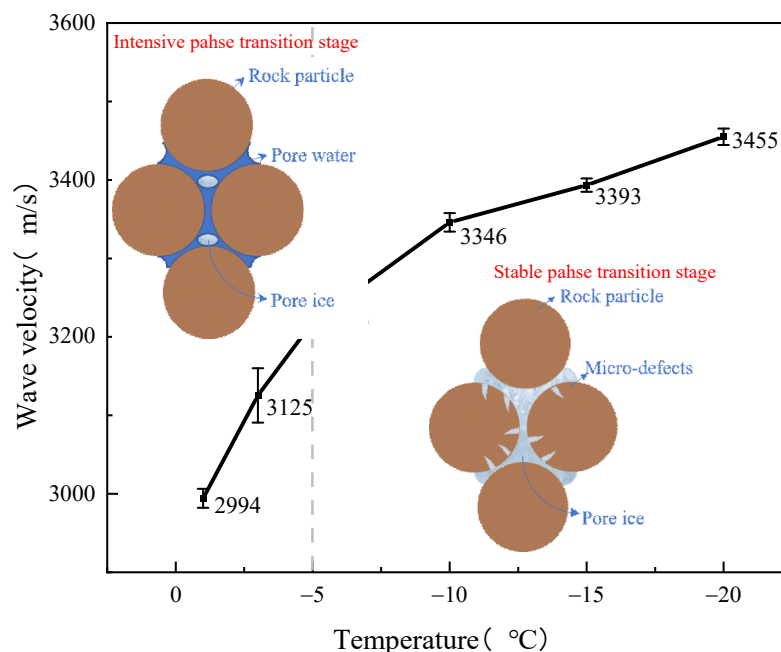 3600
3400
3200
3000
Wave velocity( m/s)
Intensive pahse transition stage
Rock particle
Pore water
Pore ice
2994
3125
3346
3393
3455
Stable pahse transition stage
Rock particle
Micro-defects
Pore ice
0
−5
−10
−15
−20
Temperature( °C)